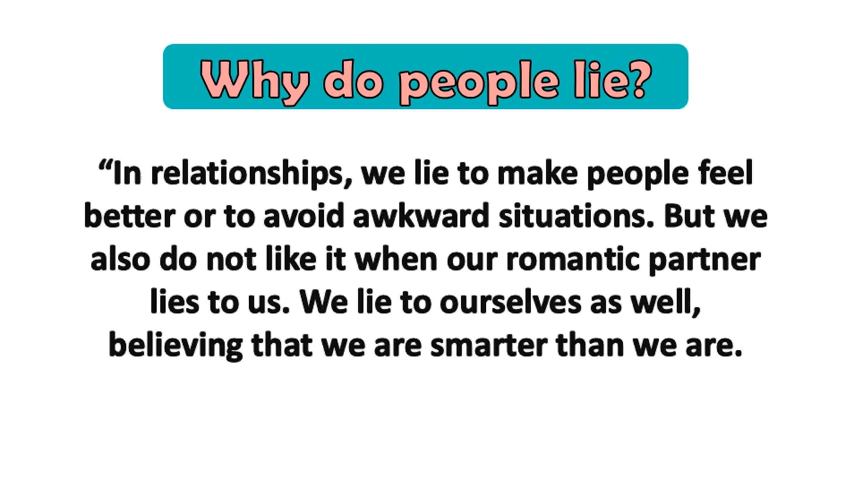 Why do people lie?
“In relationships, we lie to make people feel
better or to avoid awkward situations. But we
also do not like it when our romantic partner
lies to us. We lie to ourselves as well,
believing that we are smarter than we are.